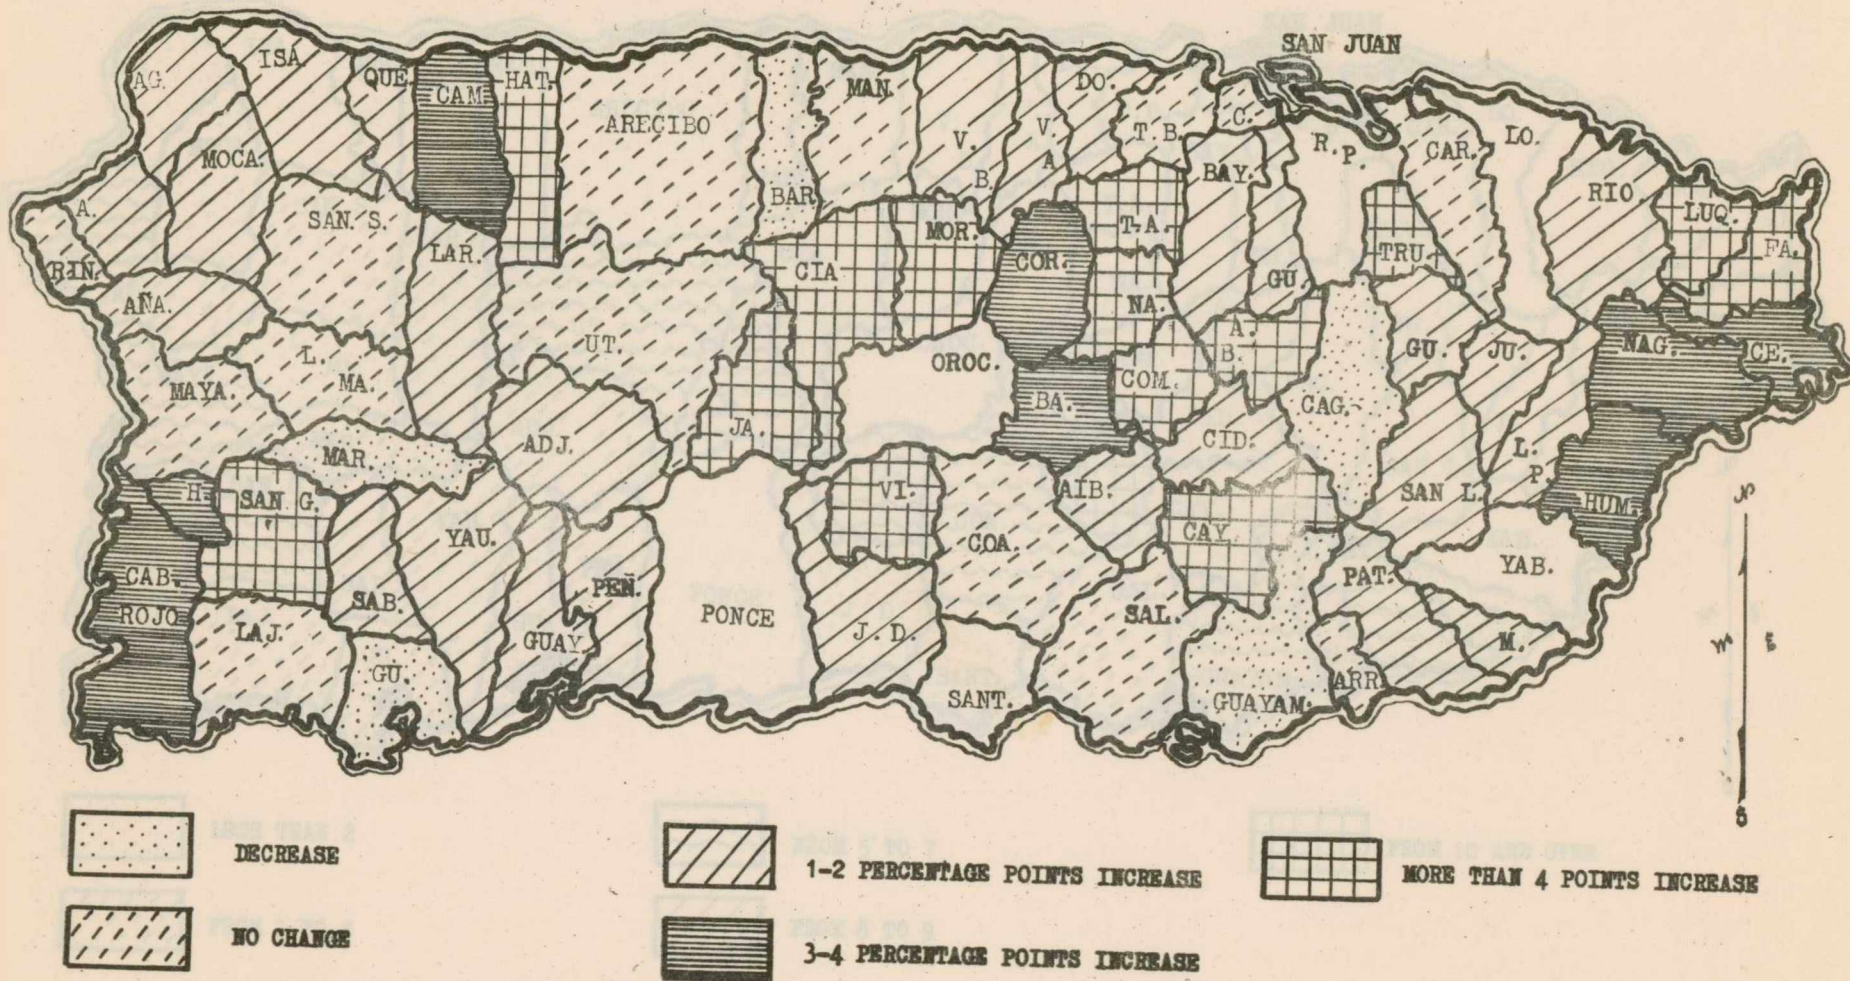 SAN JUAN
AG.
ISA.
QUE.
CAM
HAT.
ARECIBO
BAR.
MAN.
V. B.
V. A
DO.
T. B.
C.
R. P.
CAR.
LO.
RIO.
LUQ.
FA.
MOCA.
A.
RIN.
SAN. S.
LAR.
CIA
MOR.
COR.
T.A.
BAY.
GU.
TRU.
AÑA.
UT.
NA.
A. B.
GU.
JU.
NAG.
CE.
L. MA.
MAYA.
OROC.
COM.
JA.
BA.
CAG.
CID.
L. P.
MAR.
ADJ.
H
SAN G.
VI.
AIB.
SAN L.
HUM.
YAU.
COA.
CAY.
CAB. ROJO
SAB.
PEÑ.
PONCE
J. D.
SAL.
PAT.
YAB.
LAJ.
GUAY.
M.
GU.
SANT.
GUAYAM.
ARR.
N
E
S
DECREASE
1-2 PERCENTAGE POINTS INCREASE
MORE THAN 4 POINTS INCREASE
NO CHANGE
3-4 PERCENTAGE POINTS INCREASE